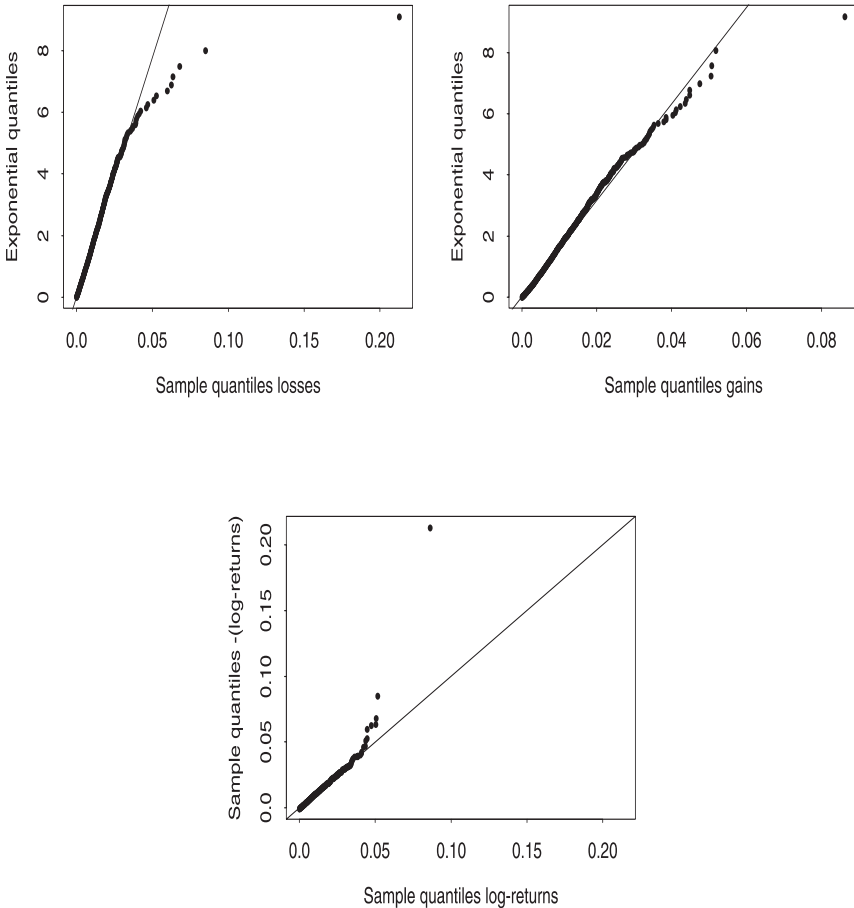 Exponential quantiles
0 2 4 6 8
0.0 0.05 0.10 0.15 0.20
Sample quantiles losses
Exponential quantiles
0 2 4 6 8
0.0 0.02 0.04 0.06 0.08
Sample quantiles gains
Sample quantiles -(log-returns)
0.0 0.05 0.10 0.15 0.20
0.0 0.05 0.10 0.15 0.20
Sample quantiles log-returns